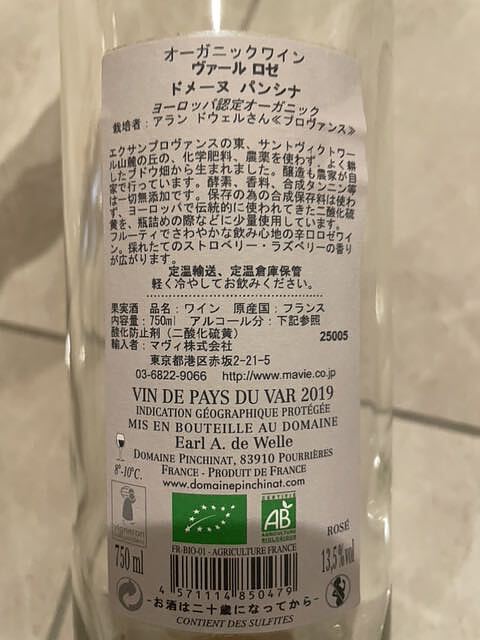 オーガニックワイン
ヴァール ロゼ
ドメーヌ パンシナ
ヨーロッパ認定オーガニック
栽培者：アラン ドウェルさん≪プロヴァンス≫
エクサンプロヴァンスの東、サントヴィクトワー
ル山麓の丘の、化学肥料、農薬を使わず、よく耕
したブドウ畑から生まれました。醸造も農家が自
家で行っています。酵素、香料、合成タンニン等
は一切無添加です。保存の為の合成保存料は使わ
ず、ヨーロッパで伝統的に使われてきた二酸化硫
黄を、瓶詰めの際などに少量使用しています。
フルーティでさわやかな飲み心地の辛口ロゼワイ
ン。採れたてのストロベリー・ラズベリーの香り
が広がります。
定温輸送、定温倉庫保管
軽く冷やしてお飲みください。
果実酒 品名：ワイン 原産国：フランス
内容量：750ml アルコール分：下記参照
酸化防止剤（二酸化硫黄） 25005
輸入者：マヴィ株式会社
東京都港区赤坂2-21-5
03-6822-9066 http://www.mavie.co.jp
VIN DE PAYS DU VAR 2019
INDICATION GÉOGRAPHIQUE PROTÉGÉE
MIS EN BOUTEILLE AU DOMAINE
Earl A. de Welle
DOMAINE PINCHINAT, 83910 POURRIÈRES
FRANCE - PRODUIT DE FRANCE
www.domainepinchinat.com
8°-10°C.
CERTIFIÉ
AB
AGRICULTURE
BIOLOGIQUE
vigneron
FR-BIO-01 - AGRICULTURE FRANCE
ROSÉ
750 ml
13,5%vol
4 571114 850479
-お酒は二十歳になってから-
CONTIENT DES SULFITES